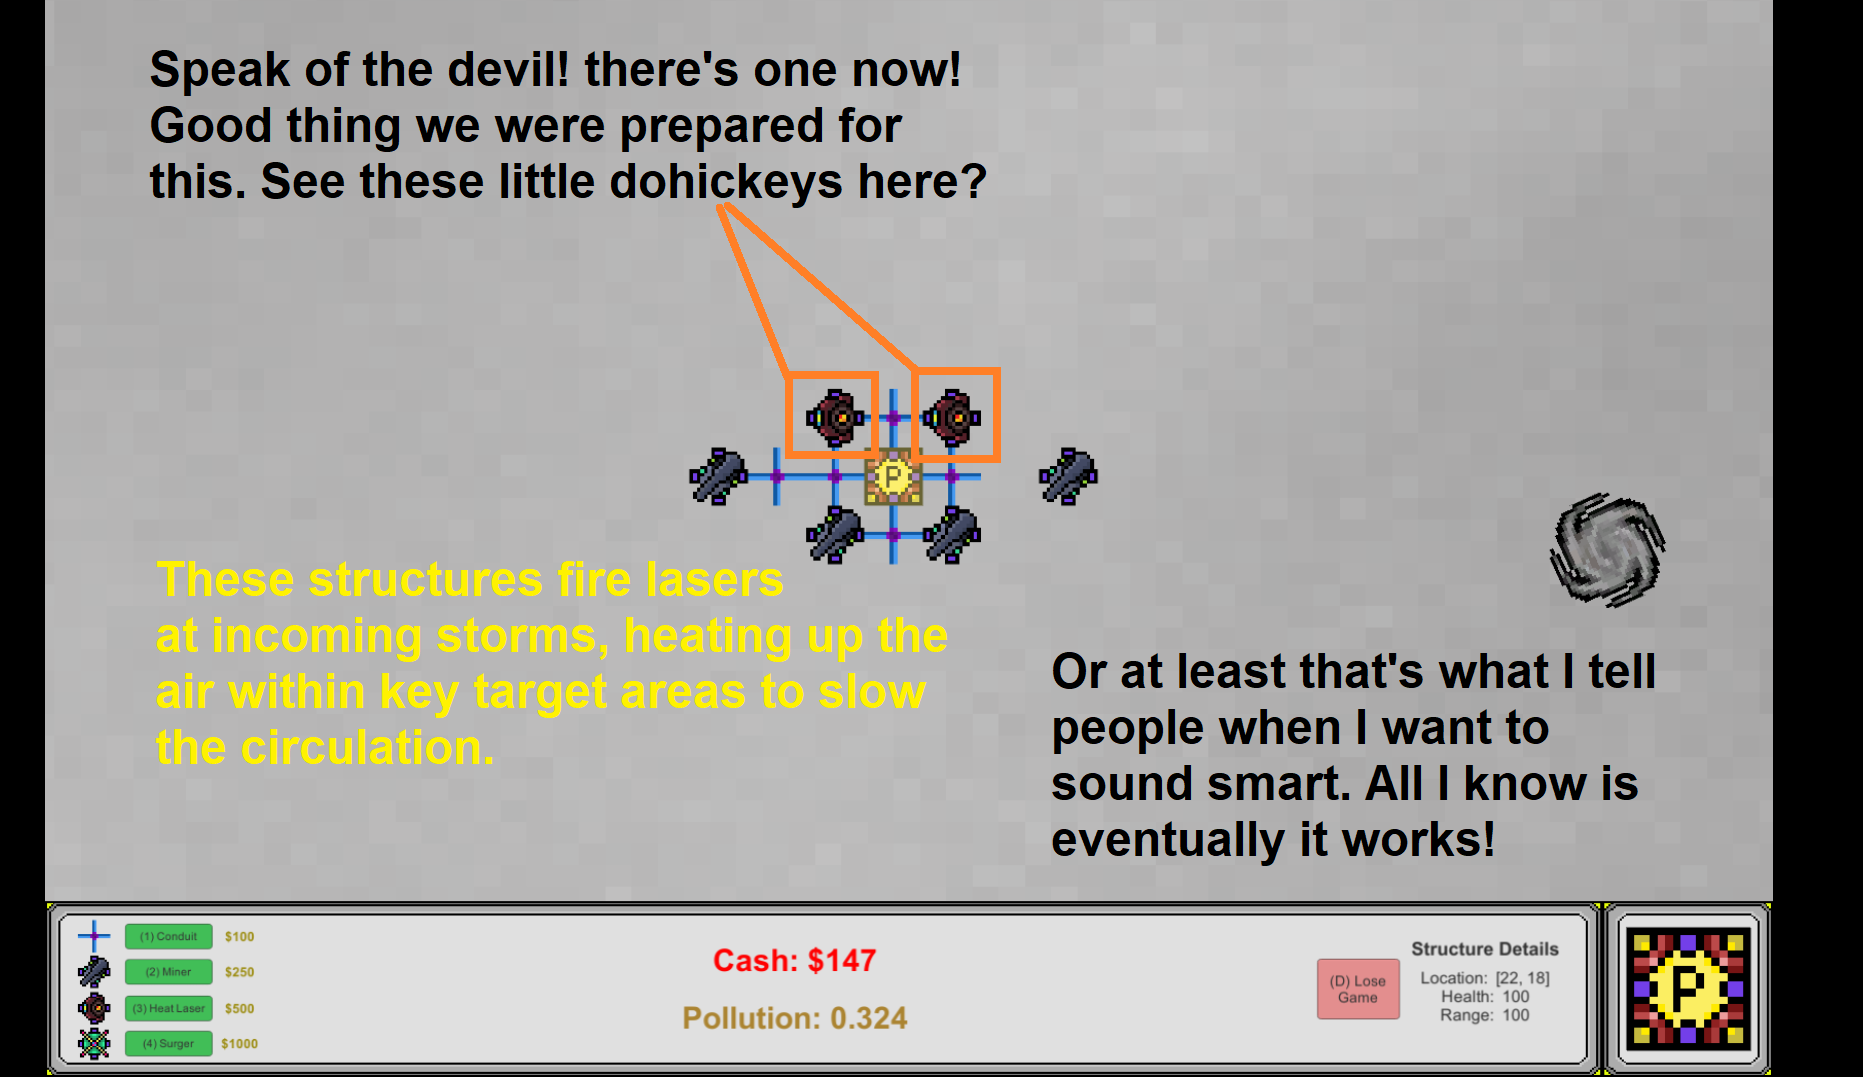 Speak of the devil! there's one now!
Good thing we were prepared for
this. See these little dohickeys here?
P
These structures fire lasers
at incoming storms, heating up the
air within key target areas to slow
the circulation.
Or at least that's what I tell
people when I want to
sound smart. All I know is
eventually it works!
(1) Conduit $100
(2) Miner $250
(3) Heat Laser $500
(4) Surger $1000
Cash: $147
Pollution: 0.324
(D) Lose
Game
Structure Details
Location: [22, 18]
Health: 100
Range: 100
P